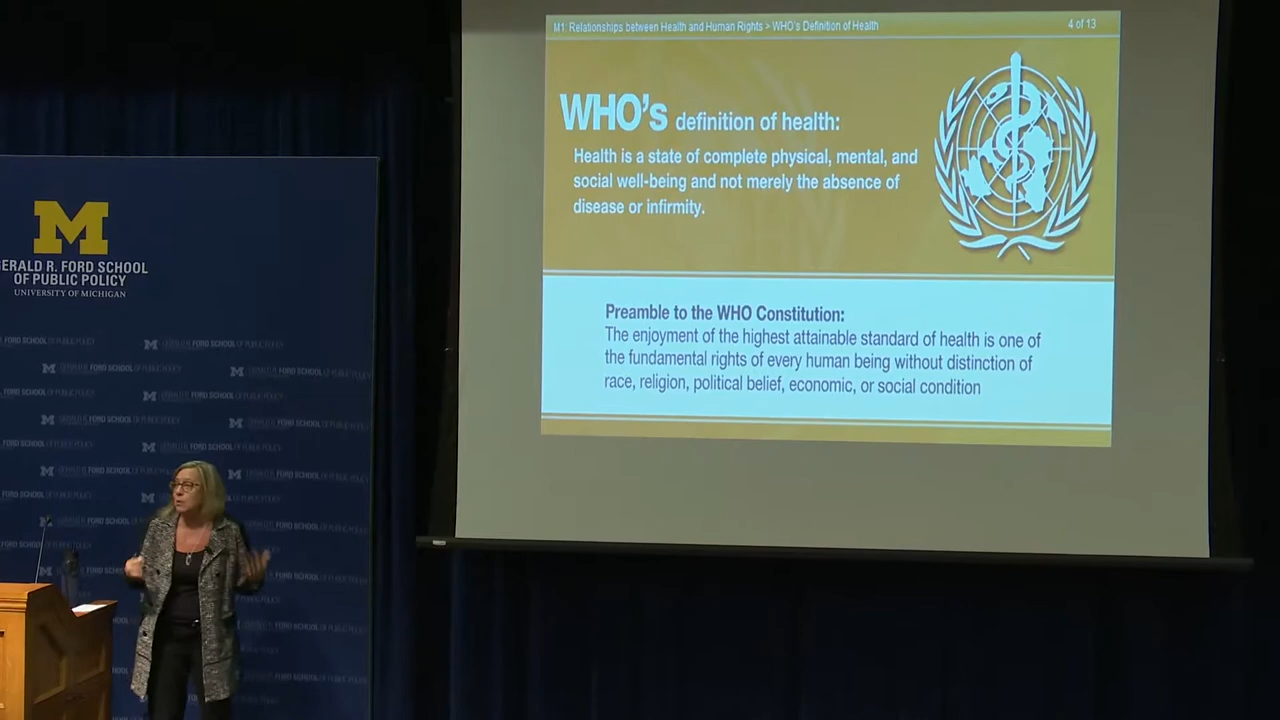 M1: Relationships between Health and Human Rights > WHO's Definition of Health
4 of 13
WHO's definition of health:
Health is a state of complete physical, mental, and
social well-being and not merely the absence of
disease or infirmity.
Preamble to the WHO Constitution:
The enjoyment of the highest attainable standard of health is one of
the fundamental rights of every human being without distinction of
race, religion, political belief, economic, or social condition
M
GERALD R. FORD SCHOOL
OF PUBLIC POLICY
UNIVERSITY OF MICHIGAN